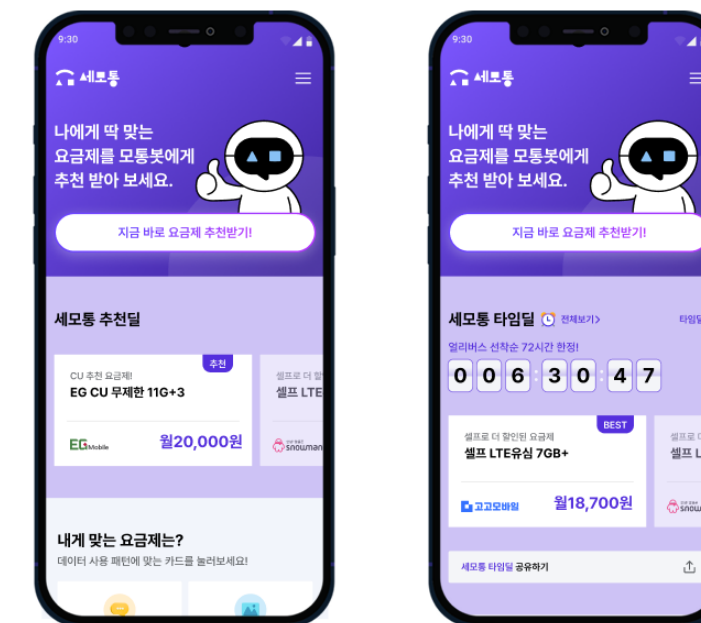 9:30
세모통
나에게 딱 맞는
요금제를 모통봇에게
추천 받아 보세요.
지금 바로 요금제 추천받기!
세모통 추천딜
추천
CU 추천 요금제!
EG CU 무제한 11G+3
EG Mobile
월20,000원
셀프로 더 할
셀프 LTE
snowman
내게 맞는 요금제는?
데이터 사용 패턴에 맞는 카드를 눌러보세요!
9:30
세모통
나에게 딱 맞는
요금제를 모통봇에게
추천 받아 보세요.
지금 바로 요금제 추천받기!
세모통 타임딜 전체보기>
타임딜
얼리버스 선착순 72시간 한정!
0 0 6 : 3 0 : 4 7
BEST
셀프로 더 할인된 요금제
셀프 LTE유심 7GB+
고고모바일
월18,700원
셀프로
셀프 L
snow
세모통 타임딜 공유하기